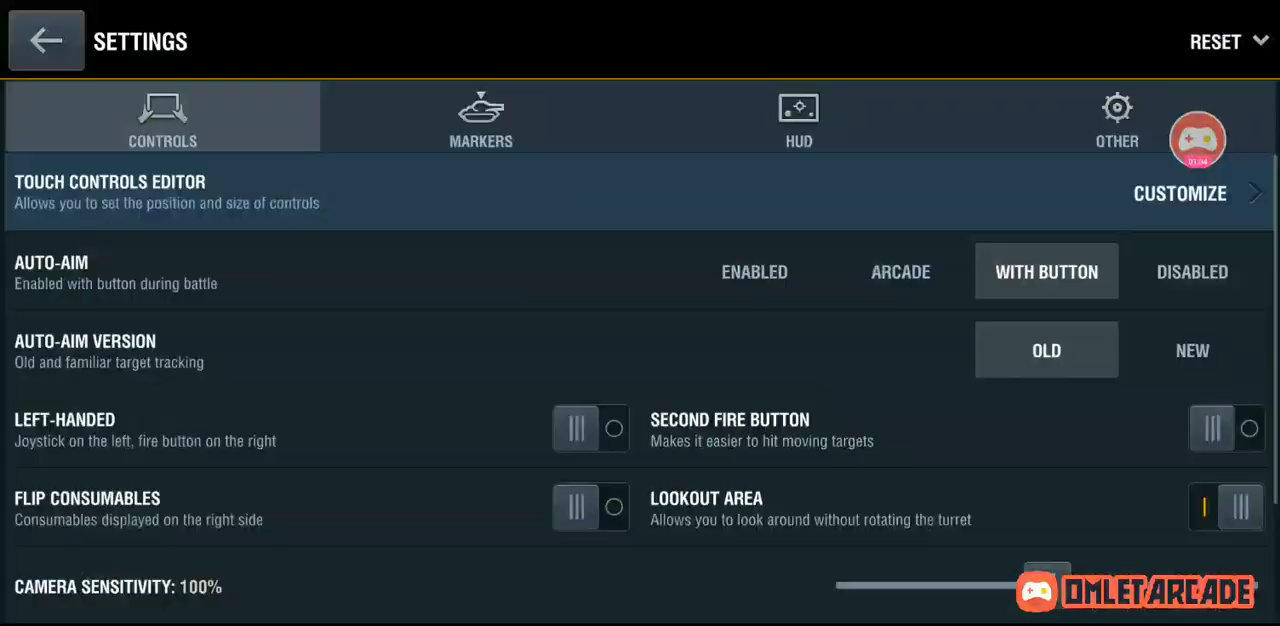 SETTINGS
RESET
CONTROLS
MARKERS
HUD
OTHER
01:04
TOUCH CONTROLS EDITOR
Allows you to set the position and size of controls
CUSTOMIZE
AUTO-AIM
Enabled with button during battle
ENABLED
ARCADE
WITH BUTTON
DISABLED
AUTO-AIM VERSION
Old and familiar target tracking
OLD
NEW
LEFT-HANDED
Joystick on the left, fire button on the right
SECOND FIRE BUTTON
Makes it easier to hit moving targets
FLIP CONSUMABLES
Consumables displayed on the right side
LOOKOUT AREA
Allows you to look around without rotating the turret
CAMERA SENSITIVITY: 100%
OMLET ARCADE